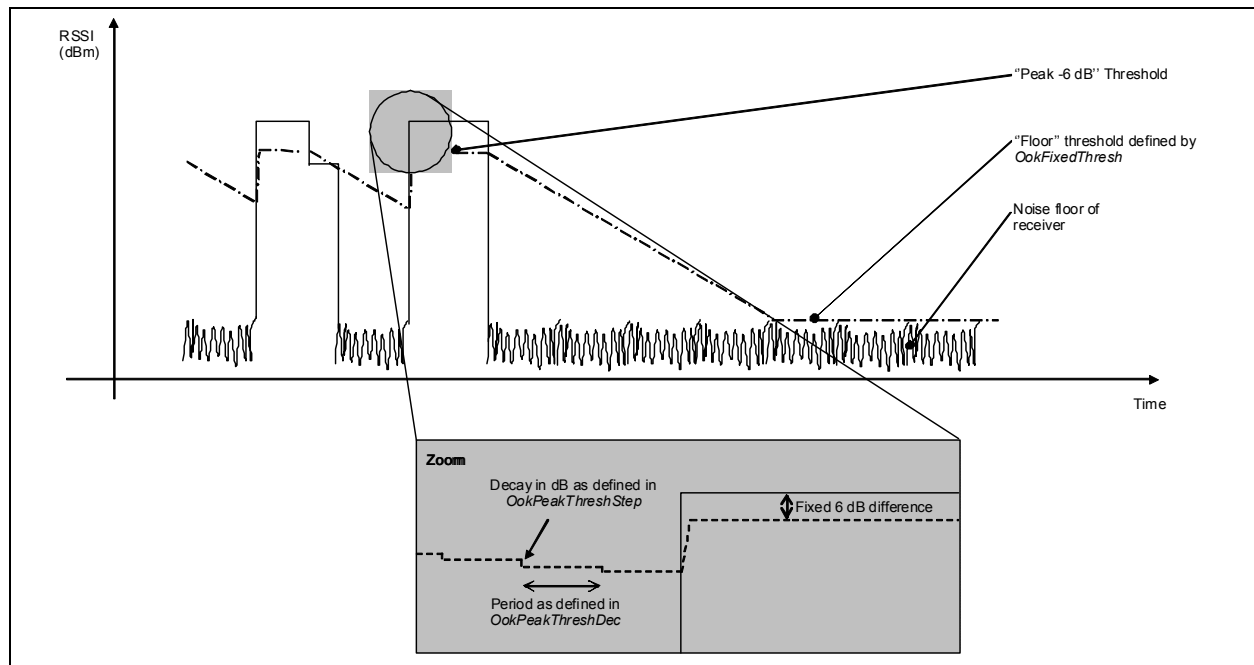 RSSI
(dBm)
"Peak -6 dB" Threshold
"Floor" threshold defined by
OokFixedThresh
Noise floor of
receiver
Time
Zoom
Decay in dB as defined in
OokPeakThreshStep
Fixed 6 dB difference
Period as defined in
OokPeakThreshDec